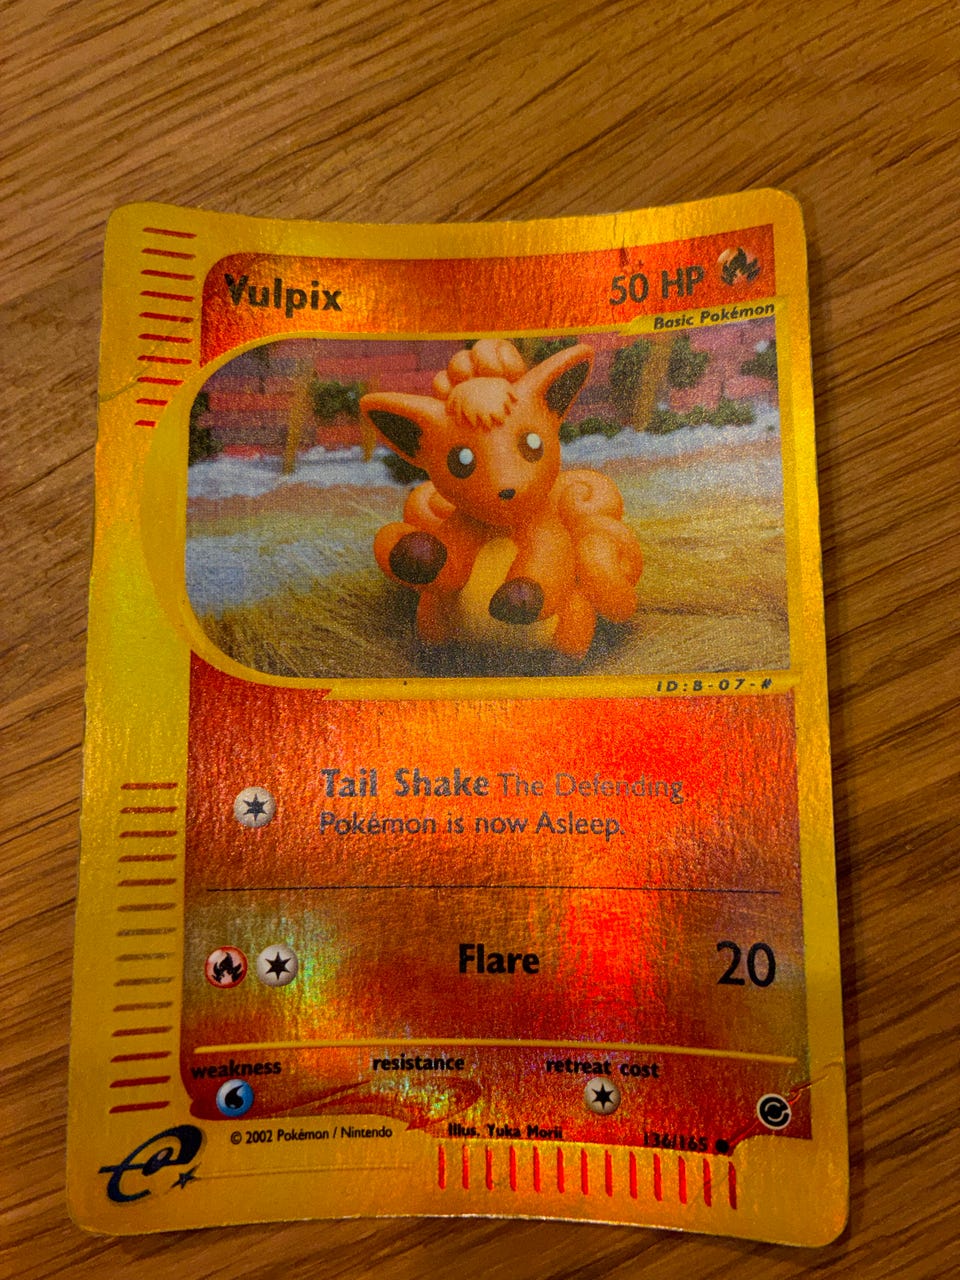 Vulpix
50 HP
Basic Pokémon
ID:B-07-#
Tail Shake The Defending
Pokémon is now Asleep.
Flare 20
weakness resistance retreat cost
© 2002 Pokémon / Nintendo Illus. Yuka Morii 136/165
e